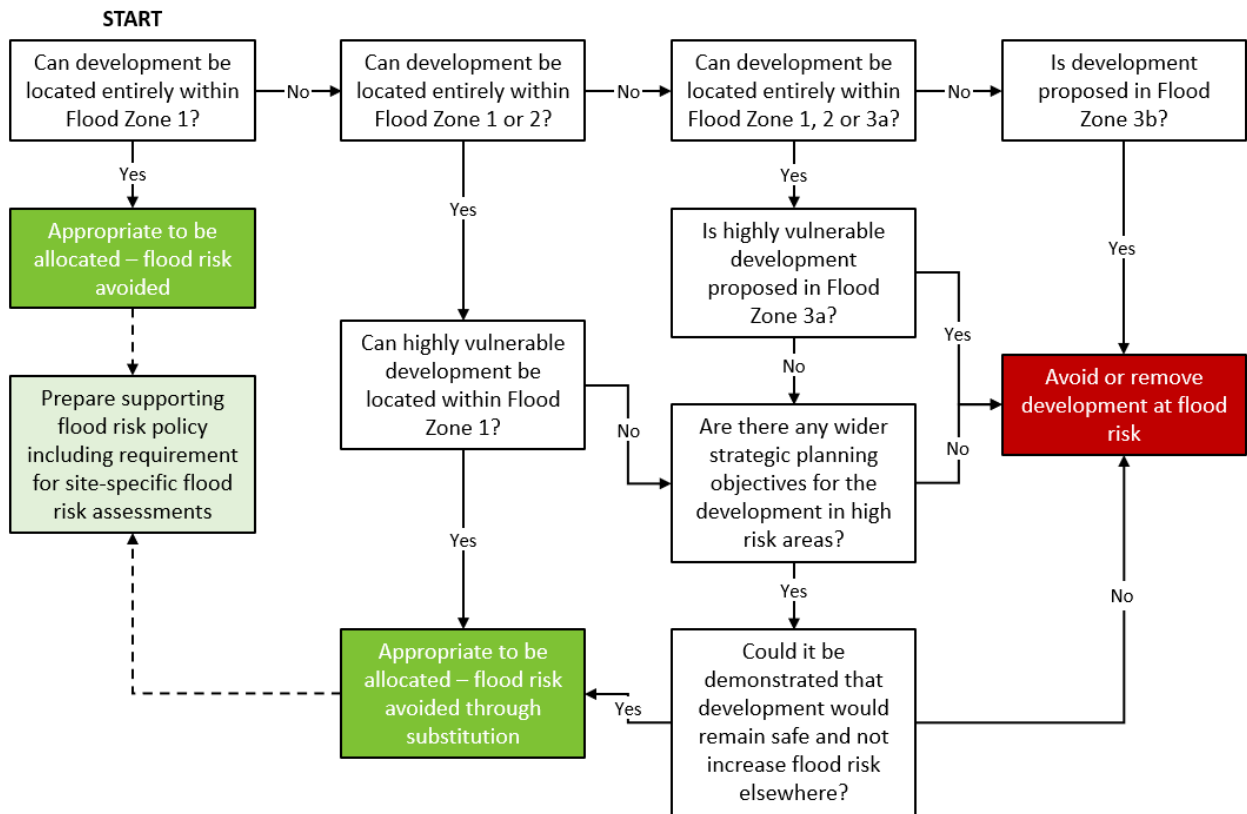 START
Can development be
located entirely within
Flood Zone 1?
No
Can development be
located entirely within
Flood Zone 1 or 2?
No
Can development be
located entirely within
Flood Zone 1, 2 or 3a?
No
Is development
proposed in Flood
Zone 3b?
Yes
Yes
Yes
Yes
Appropriate to be
allocated – flood risk
avoided
Is highly vulnerable
development
proposed in Flood
Zone 3a?
Yes
No
Prepare supporting
flood risk policy
including requirement
for site-specific flood
risk assessments
Can highly vulnerable
development be
located within Flood
Zone 1?
No
Are there any wider
strategic planning
objectives for the
development in high
risk areas?
No
Avoid or remove
development at flood
risk
Yes
Yes
No
Appropriate to be
allocated – flood risk
avoided through
substitution
Yes
Could it be
demonstrated that
development would
remain safe and not
increase flood risk
elsewhere?